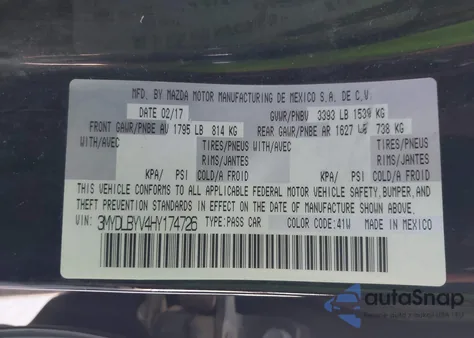 MFD. BY MAZDA MOTOR MANUFACTURING DE MEXICO S.A. DE C.V.
DATE 02/17 GVWR/PNBV 3393 LB 1539 KG
FRONT GAWR/PNBE AV 1795 LB 814 KG REAR GAWR/PNBE AR 1627 LB 738 KG
WITH/AVEC TIRES/PNEUS WITH/AVEC TIRES/PNEUS
RIMS/JANTES RIMS/JANTES
KPA/ PSI/ COLD/A FROID KPA/ PSI/ COLD/A FROID
THIS VEHICLE CONFORMS TO ALL APPLICABLE FEDERAL MOTOR VEHICLE SAFETY, BUMPER, AND
THEFT PREVENTION STANDARDS IN EFFECT ON THE DATE OF MANUFACTURE SHOWN ABOVE.
VIN: 3MYDLBYV4HY174726 TYPE: PASS CAR COLOR CODE: 41W MADE IN MEXICO
autoSnap